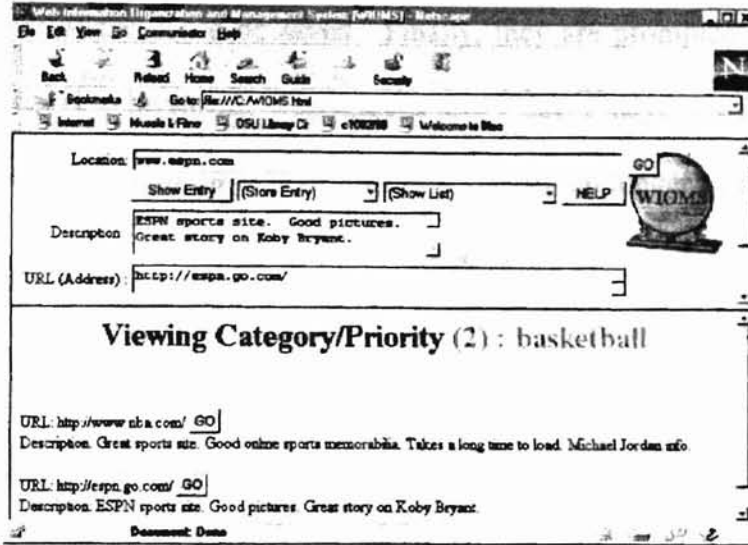 Web Information Organization and Management System [WIOMS] - Netscape
File Edit View Go Communicator Help
Back Reload Home Search Guide Security
N
Bookmarks Go to: file:///C:/WIOMS.html
Internet OSU Library Cir Welcome to
Location: www.espn.com GO
Show Entry (Store Entry) (Show List) HELP WIOMS
ESPN sports site. Good pictures.
Description Great story on Koby Bryant.
URL (Address) : http://espn.go.com/
Viewing Category/Priority (2) : basketball
URL: http://www.nba.com/ GO
Description. Great sports site. Good online sports memorabilia. Takes a long time to load. Michael Jordan info.
URL: http://espn.go.com/ GO
Description. ESPN sports site. Good pictures. Great story on Koby Bryant.
Document: Done